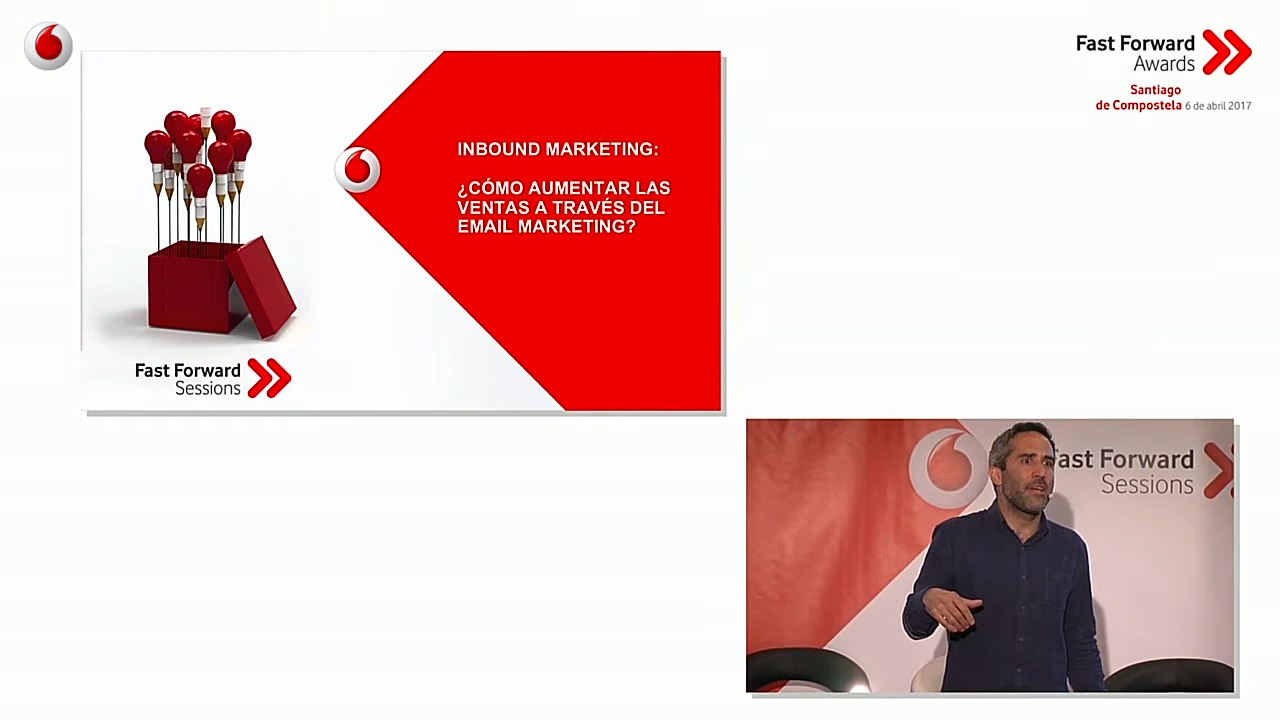 Fast Forward
Awards
Santiago
de Compostela 6 de abril 2017
INBOUND MARKETING:
¿CÓMO AUMENTAR LAS
VENTAS A TRAVÉS DEL
EMAIL MARKETING?
Fast Forward
Sessions
Fast Forward
Sessions